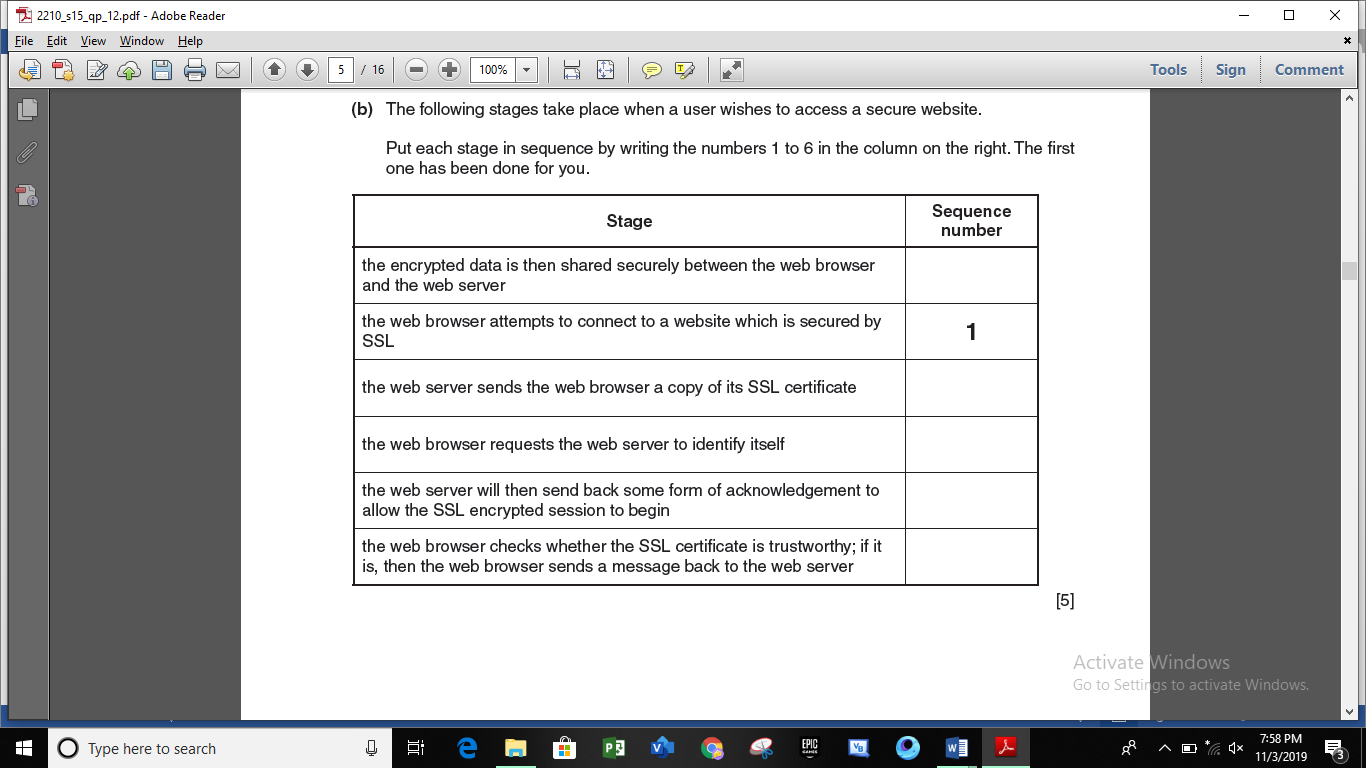 2210_s15_qp_12.pdf - Adobe Reader
File Edit View Window Help
5 / 16 100% Tools Sign Comment
(b) The following stages take place when a user wishes to access a secure website.
Put each stage in sequence by writing the numbers 1 to 6 in the column on the right. The first
one has been done for you.
Stage
Sequence
number
the encrypted data is then shared securely between the web browser
and the web server
the web browser attempts to connect to a website which is secured by
SSL
1
the web server sends the web browser a copy of its SSL certificate
the web browser requests the web server to identify itself
the web server will then send back some form of acknowledgement to
allow the SSL encrypted session to begin
the web browser checks whether the SSL certificate is trustworthy; if it
is, then the web browser sends a message back to the web server
[5]
Activate Windows
Go to Settings to activate Windows.
Type here to search
EPIC
GAMES
7:58 PM
11/3/2019
3